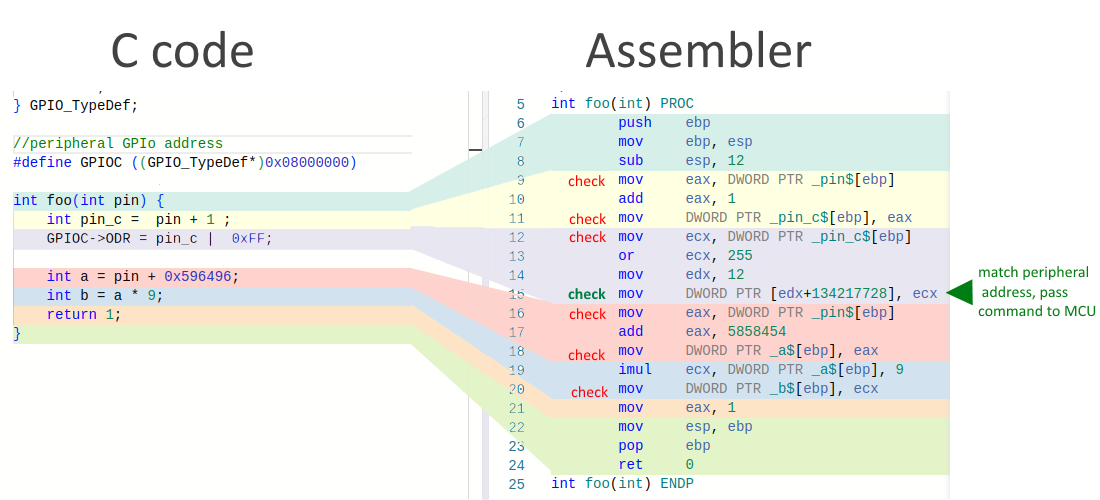 C code
Assembler
} GPIO_TypeDef;
//peripheral GPIo address
#define GPIOC ((GPIO_TypeDef*)0x08000000)
int foo(int pin) {
int pin_c =  pin + 1 ;
GPIOC->ODR = pin_c |  0xFF;
int a = pin + 0x596496;
int b = a * 9;
return 1;
}
5 int foo(int) PROC
6 push ebp
7 mov ebp, esp
8 sub esp, 12
9 check mov eax, DWORD PTR _pin$[ebp]
10 add eax, 1
11 check mov DWORD PTR _pin_c$[ebp], eax
12 check mov ecx, DWORD PTR _pin_c$[ebp]
13 or ecx, 255
14 mov edx, 12
15 check mov DWORD PTR [edx+134217728], ecx
16 check mov eax, DWORD PTR _pin$[ebp]
17 add eax, 5858454
18 check mov DWORD PTR _a$[ebp], eax
19 imul ecx, DWORD PTR _a$[ebp], 9
20 check mov DWORD PTR _b$[ebp], ecx
21 mov eax, 1
22 mov esp, ebp
23 pop ebp
24 ret 0
25 int foo(int) ENDP
match peripheral
address, pass
command to MCU